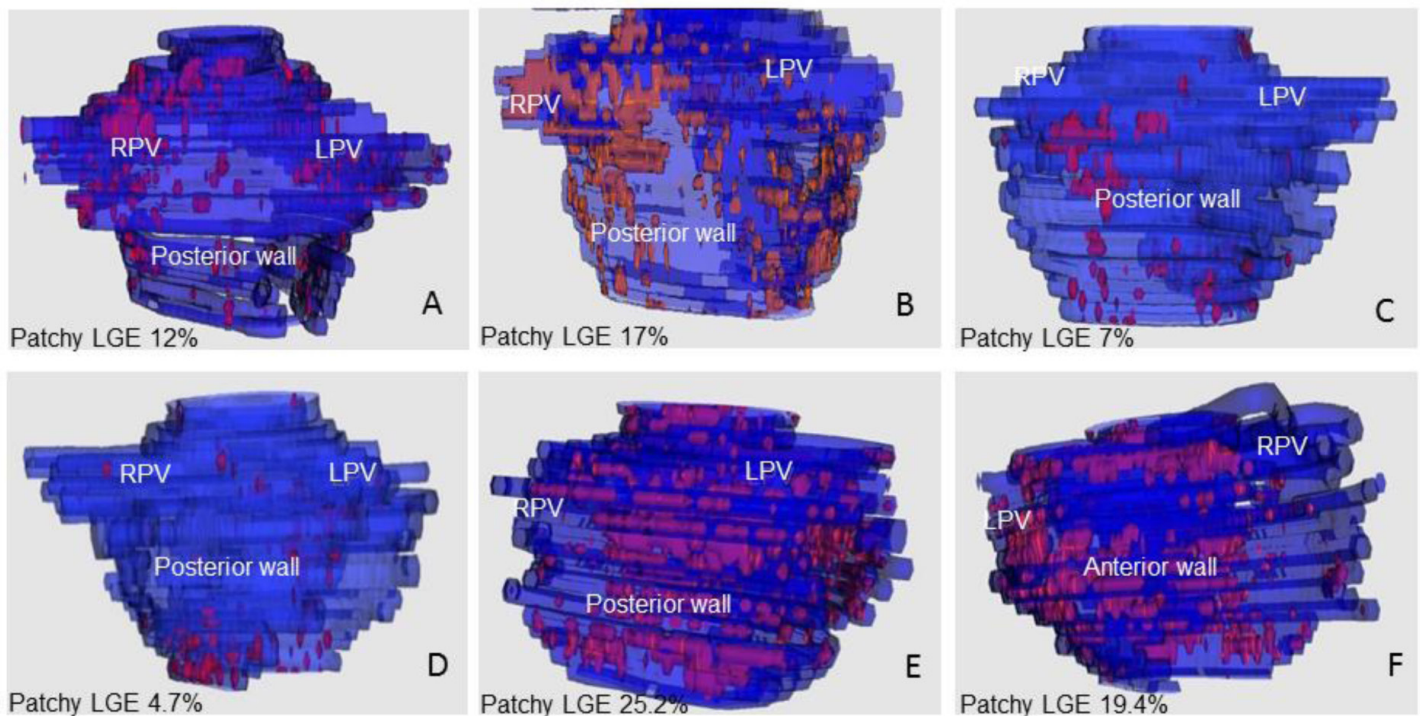 RPV
LPV
Posterior wall
A
Patchy LGE 12%
LPV
RPV
Posterior wall
B
Patchy LGE 17%
RPV
LPV
Posterior wall
C
Patchy LGE 7%
RPV
LPV
Posterior wall
D
Patchy LGE 4.7%
LPV
RPV
Posterior wall
E
Patchy LGE 25.2%
RPV
LPV
Anterior wall
F
Patchy LGE 19.4%